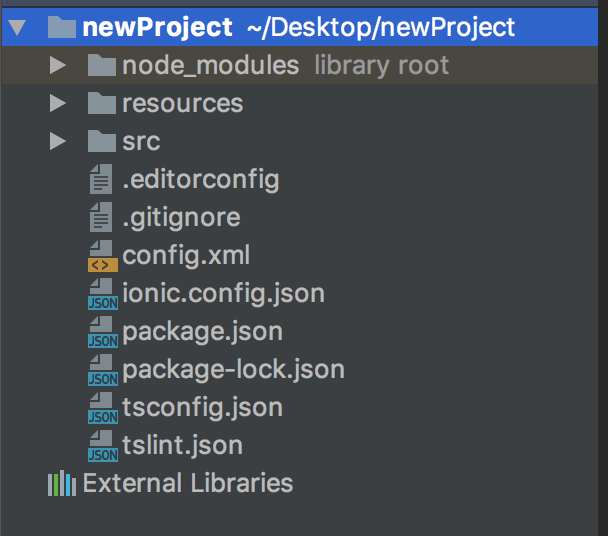 newProject ~/Desktop/newProject
node_modules library root
resources
src
.editorconfig
.gitignore
<> config.xml
JSON ionic.config.json
JSON package.json
JSON package-lock.json
JSON tsconfig.json
JSON tslint.json
External Libraries